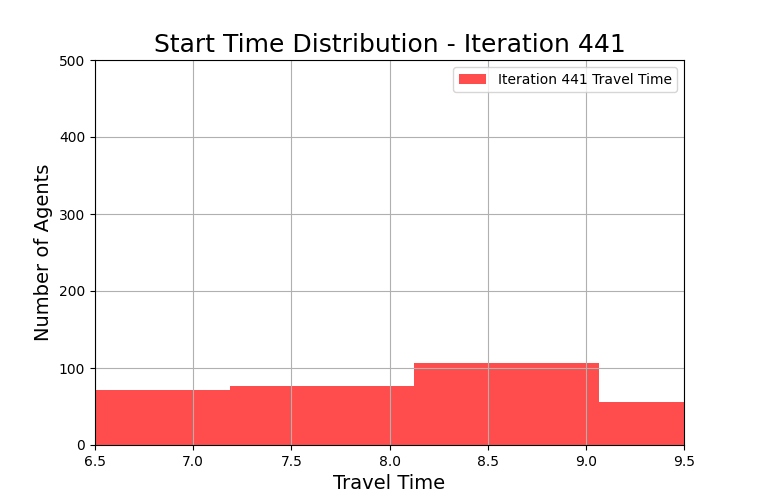 Start Time Distribution - Iteration 441
500
Iteration 441 Travel Time
400
300
200
100
0
Number of Agents
6.5 7.0 7.5 8.0 8.5 9.0 9.5
Travel Time